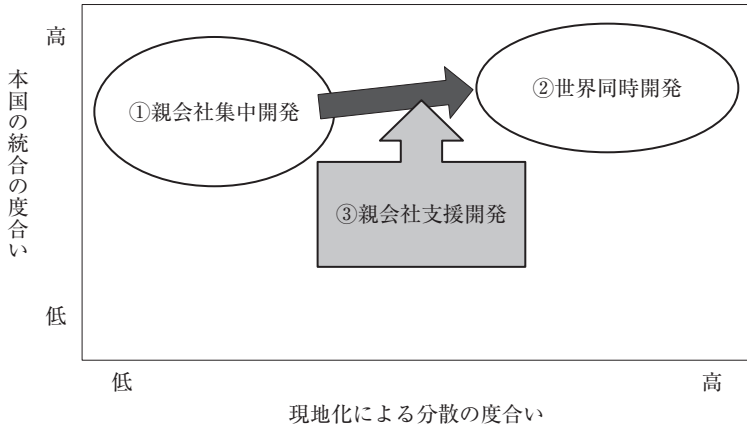 高
本国の統合の度合い
①親会社集中開発
②世界同時開発
③親会社支援開発
低
低
高
現地化による分散の度合い